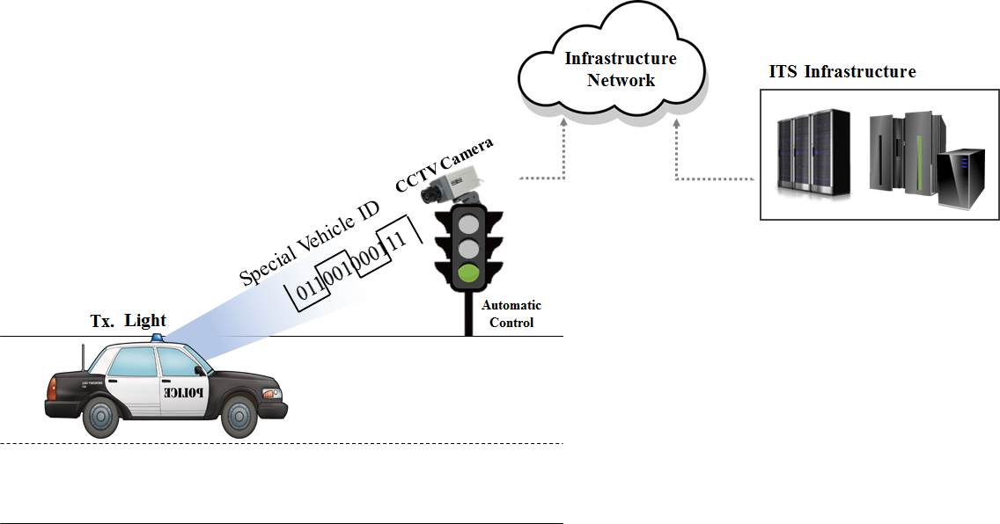 Infrastructure
Network
ITS Infrastructure
CCTV Camera
Special Vehicle ID
011001000111
Automatic
Control
Tx. Light
POLICE